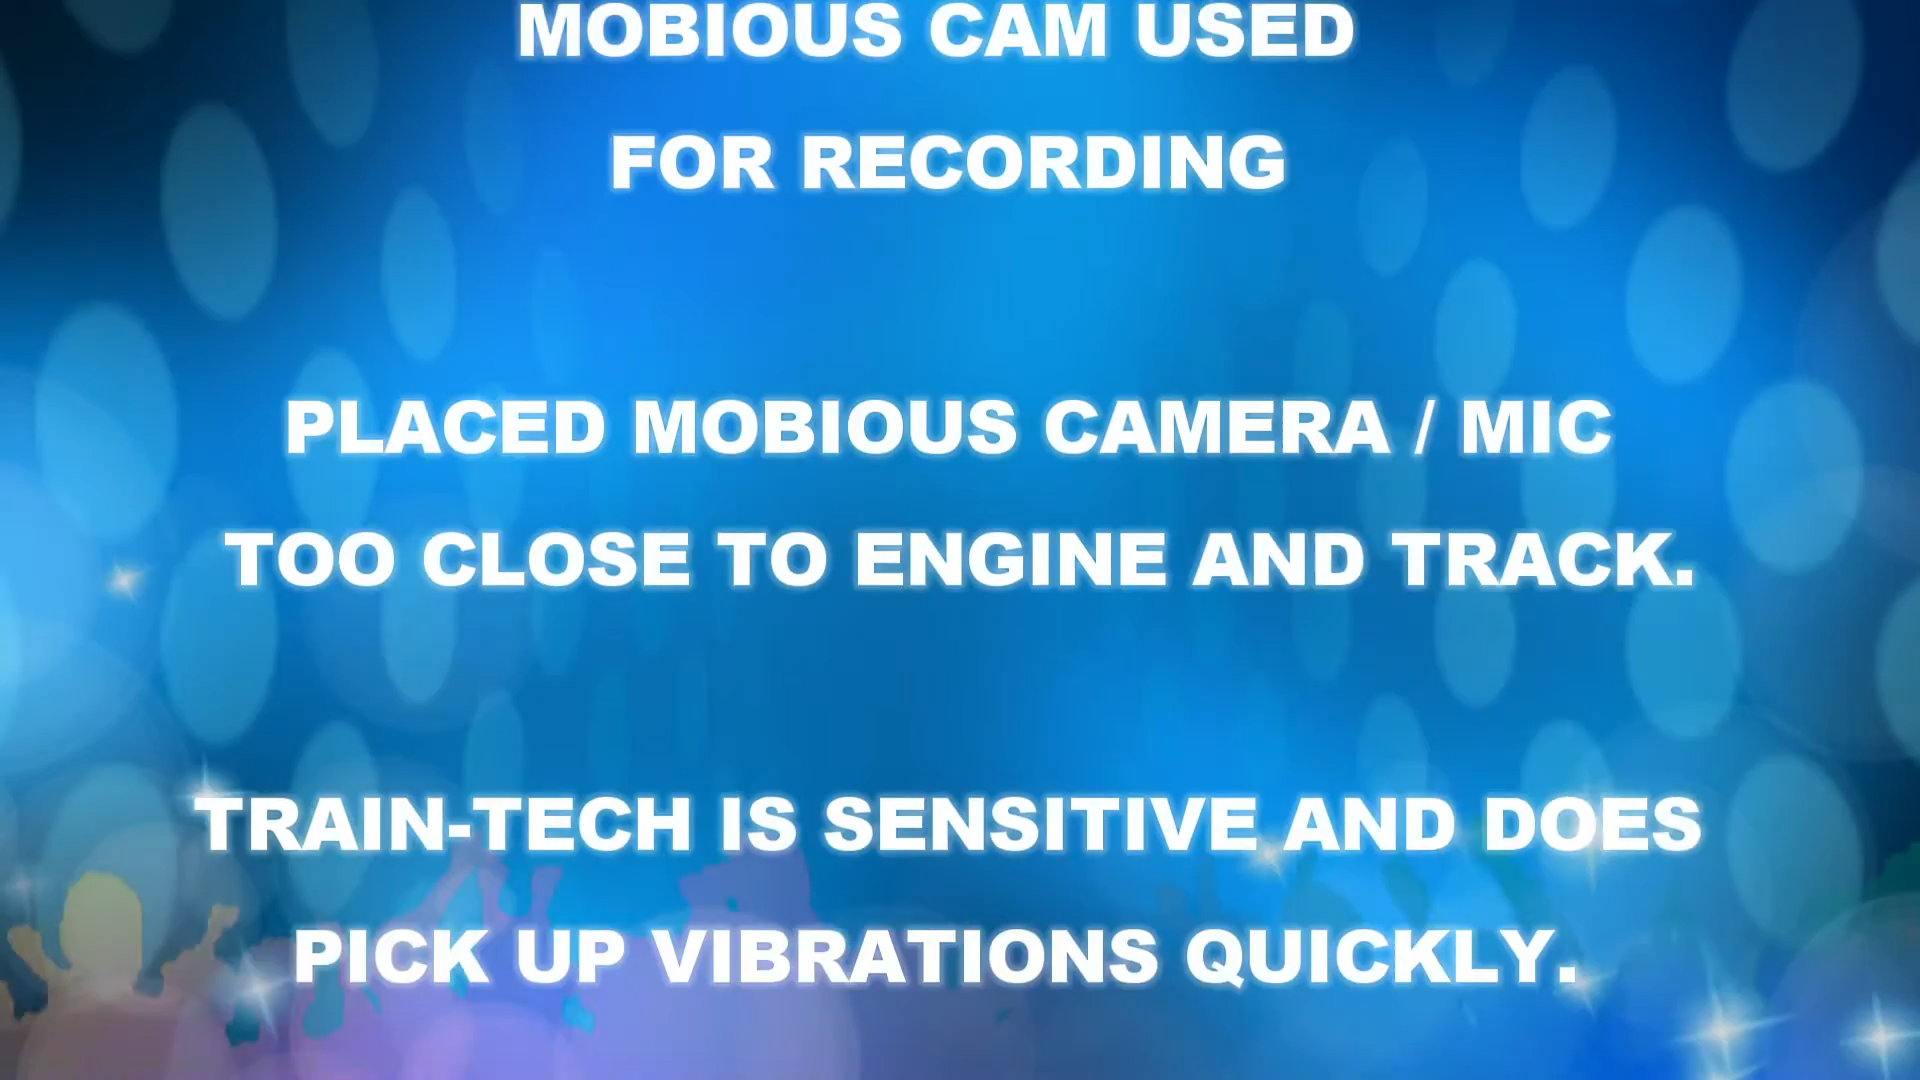 MOBIOUS CAM USED
FOR RECORDING
PLACED MOBIOUS CAMERA / MIC
TOO CLOSE TO ENGINE AND TRACK.
TRAIN-TECH IS SENSITIVE AND DOES
PICK UP VIBRATIONS QUICKLY.